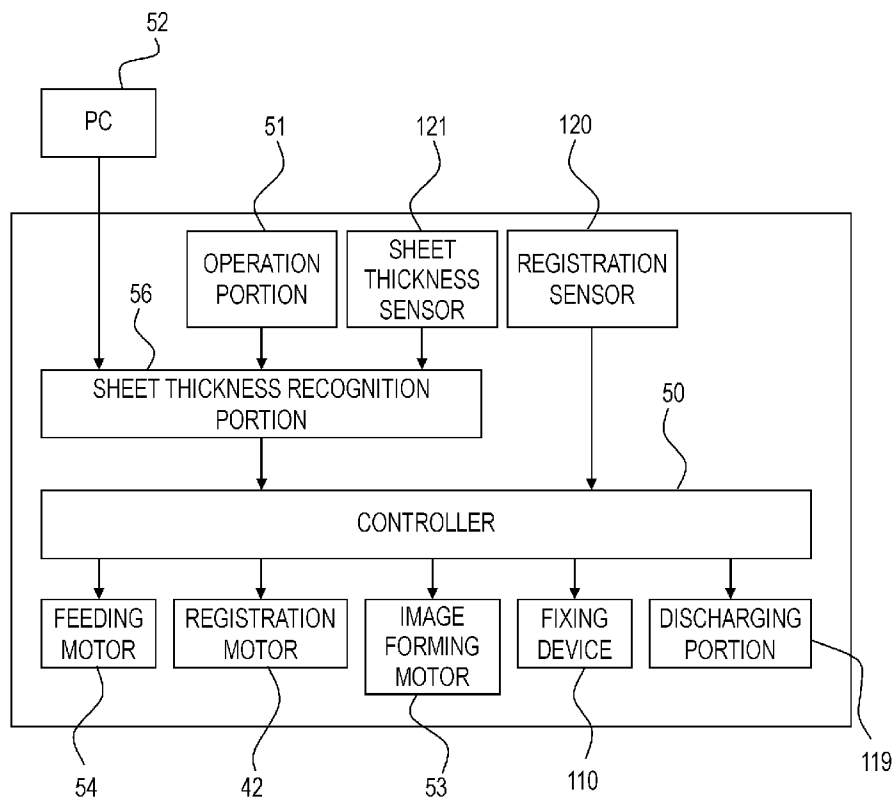 52
PC
51
121
120
OPERATION
PORTION
SHEET
THICKNESS
SENSOR
REGISTRATION
SENSOR
56
SHEET THICKNESS RECOGNITION
PORTION
50
CONTROLLER
FEEDING
MOTOR
REGISTRATION
MOTOR
IMAGE
FORMING
MOTOR
FIXING
DEVICE
DISCHARGING
PORTION
54
42
53
110
119